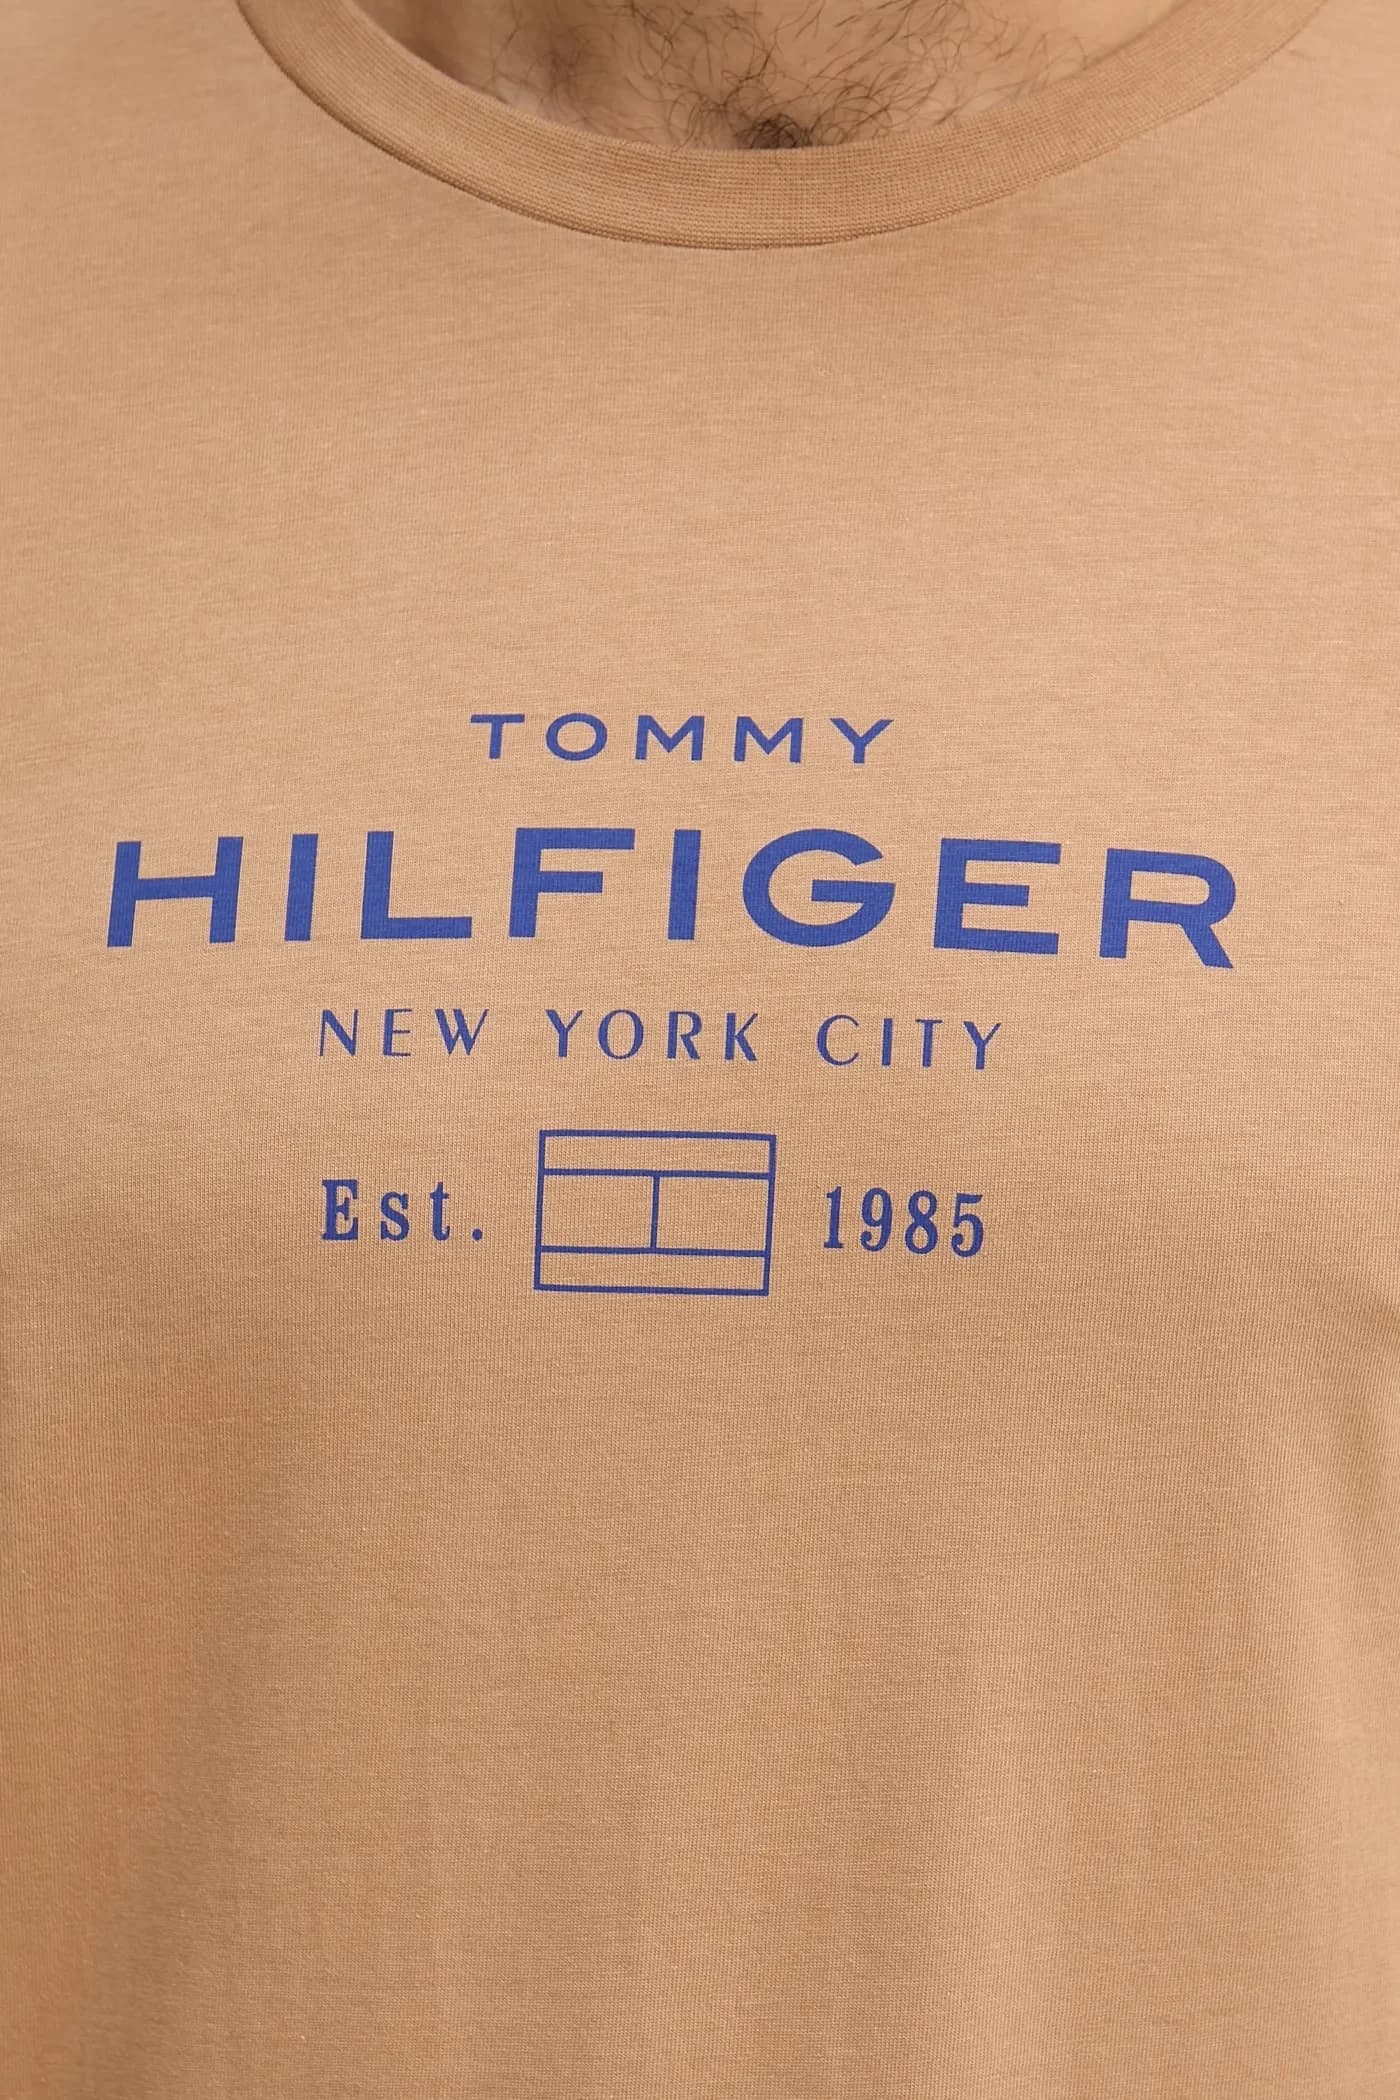 TOMMY
HILFIGER
NEW YORK CITY
Est. 1985